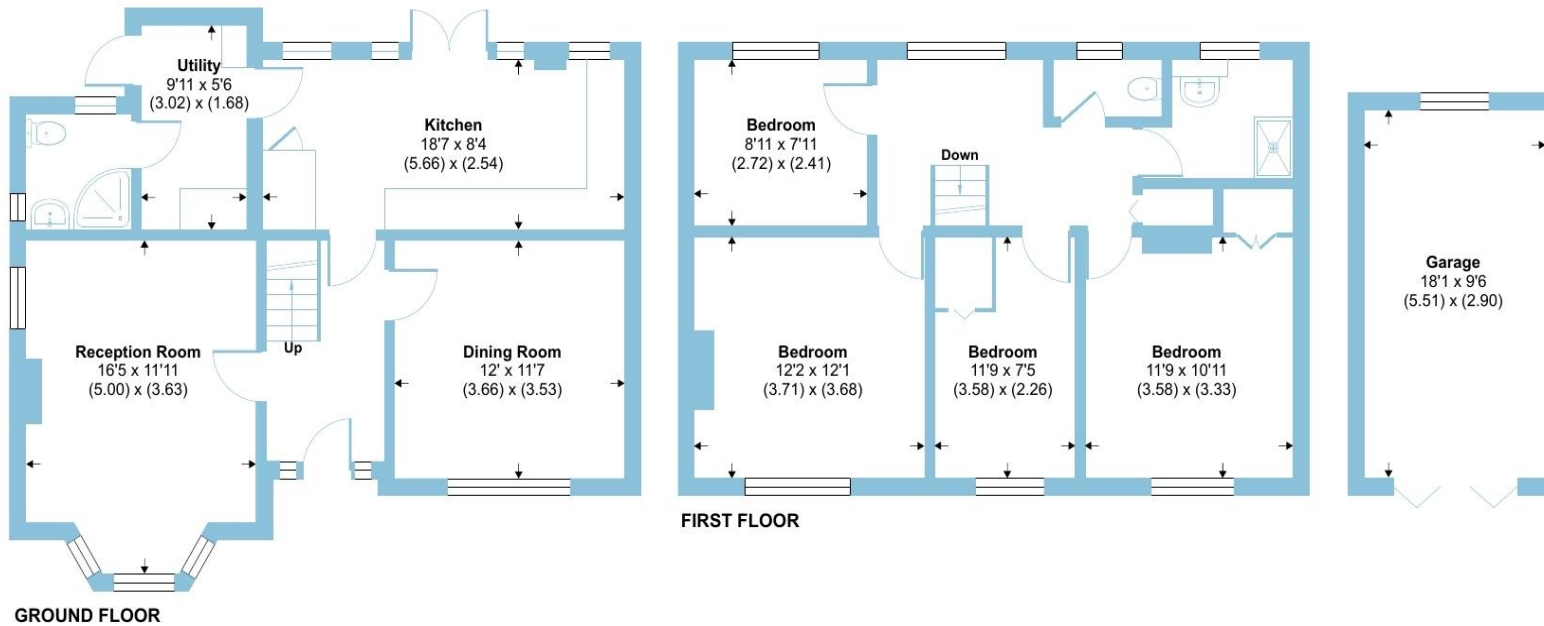 Utility
9'11 x 5'6
(3.02) x (1.68)
Kitchen
18'7 x 8'4
(5.66) x (2.54)
Reception Room
16'5 x 11'11
(5.00) x (3.63)
Up
Dining Room
12' x 11'7
(3.66) x (3.53)
GROUND FLOOR
Bedroom
8'11 x 7'11
(2.72) x (2.41)
Down
Bedroom
12'2 x 12'1
(3.71) x (3.68)
Bedroom
11'9 x 7'5
(3.58) x (2.26)
Bedroom
11'9 x 10'11
(3.58) x (3.33)
FIRST FLOOR
Garage
18'1 x 9'6
(5.51) x (2.90)